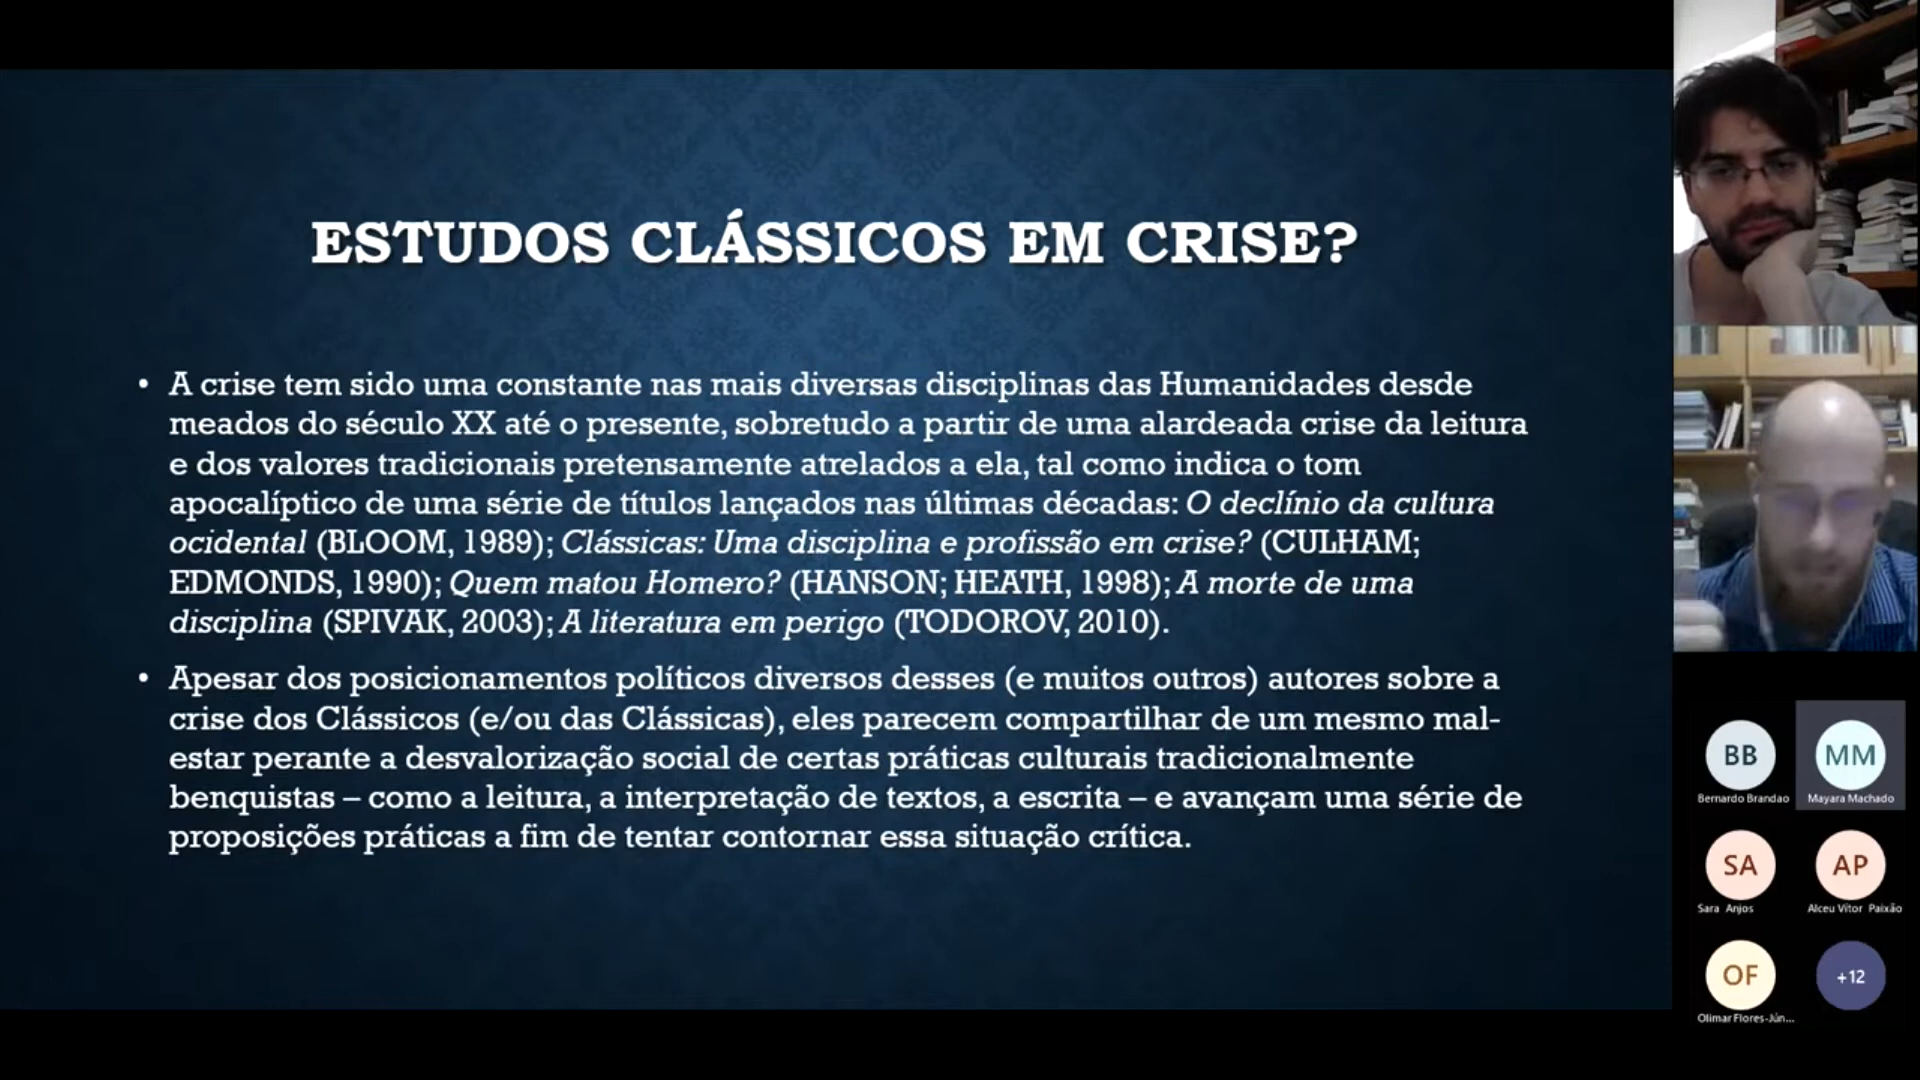 ESTUDOS CLÁSSICOS EM CRISE?
• A crise tem sido uma constante nas mais diversas disciplinas das Humanidades desde
meados do século XX até o presente, sobretudo a partir de uma alardeada crise da leitura
e dos valores tradicionais pretensamente atrelados a ela, tal como indica o tom
apocalíptico de uma série de títulos lançados nas últimas décadas: O declínio da cultura
ocidental (BLOOM, 1989); Clássicas: Uma disciplina e profissão em crise? (CULHAM;
EDMONDS, 1990); Quem matou Homero? (HANSON; HEATH, 1998); A morte de uma
disciplina (SPIVAK, 2003); A literatura em perigo (TODOROV, 2010).
• Apesar dos posicionamentos políticos diversos desses (e muitos outros) autores sobre a
crise dos Clássicos (e/ou das Clássicas), eles parecem compartilhar de um mesmo mal-
estar perante a desvalorização social de certas práticas culturais tradicionalmente
benquistas – como a leitura, a interpretação de textos, a escrita – e avançam uma série de
proposições práticas a fim de tentar contornar essa situação crítica.
BB
MM
Bernardo Brandao
Mayara Machado
SA
AP
Sara Anjos
Alceu Vítor Paixão
OF
+12
Olimar Flores-Jún...